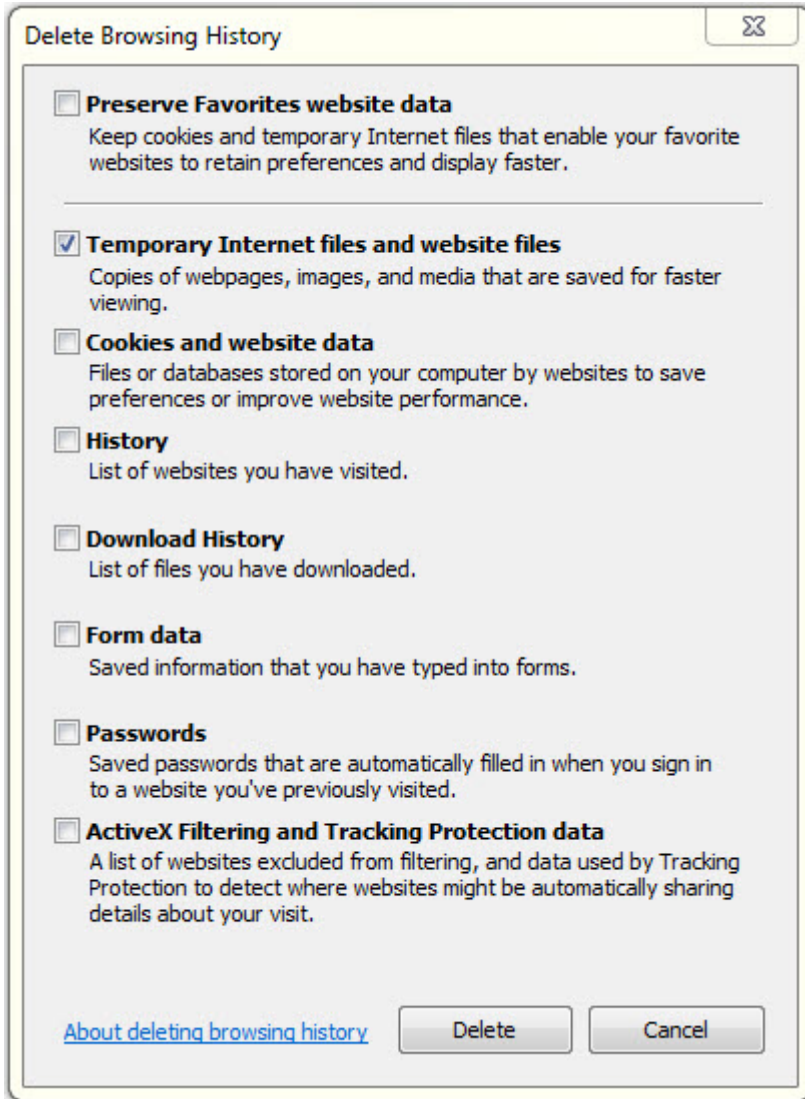 Delete Browsing History
Preserve Favorites website data
Keep cookies and temporary Internet files that enable your favorite
websites to retain preferences and display faster.
Temporary Internet files and website files
Copies of webpages, images, and media that are saved for faster
viewing.
Cookies and website data
Files or databases stored on your computer by websites to save
preferences or improve website performance.
History
List of websites you have visited.
Download History
List of files you have downloaded.
Form data
Saved information that you have typed into forms.
Passwords
Saved passwords that are automatically filled in when you sign in
to a website you've previously visited.
ActiveX Filtering and Tracking Protection data
A list of websites excluded from filtering, and data used by Tracking
Protection to detect where websites might be automatically sharing
details about your visit.
About deleting browsing history Delete Cancel